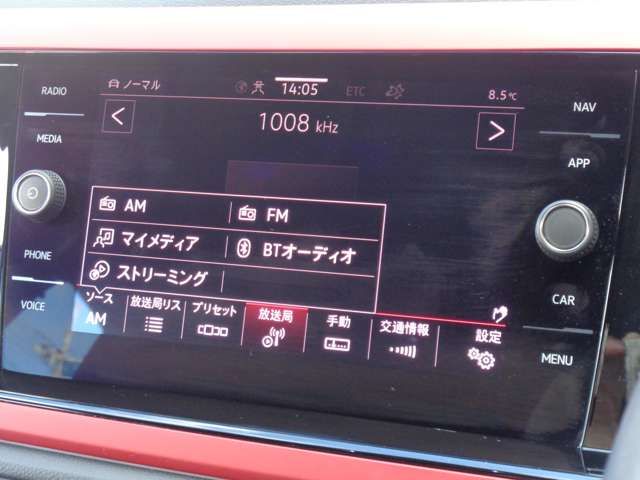 RADIO
MEDIA
PHONE
VOICE
ノーマル
14:05
ETC
8.5℃
1008 kHz
AM
FM
マイメディア
BTオーディオ
ストリーミング
ソース
AM
放送局リス
プリセット
放送局
手動
交通情報
設定
NAV
APP
CAR
MENU